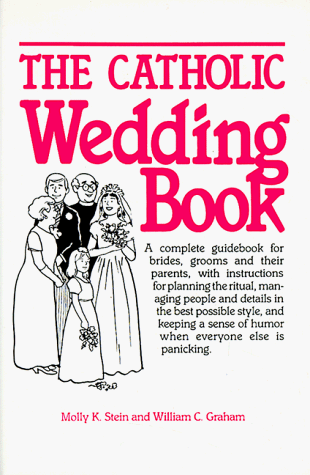 THE CATHOLIC
Wedding
Book
A complete guidebook for
brides, grooms and their
parents, with instructions
for planning the ritual, man-
aging people and details in
the best possible style, and
keeping a sense of humor
when everyone else is
panicking.
Molly K. Stein and William C. Graham